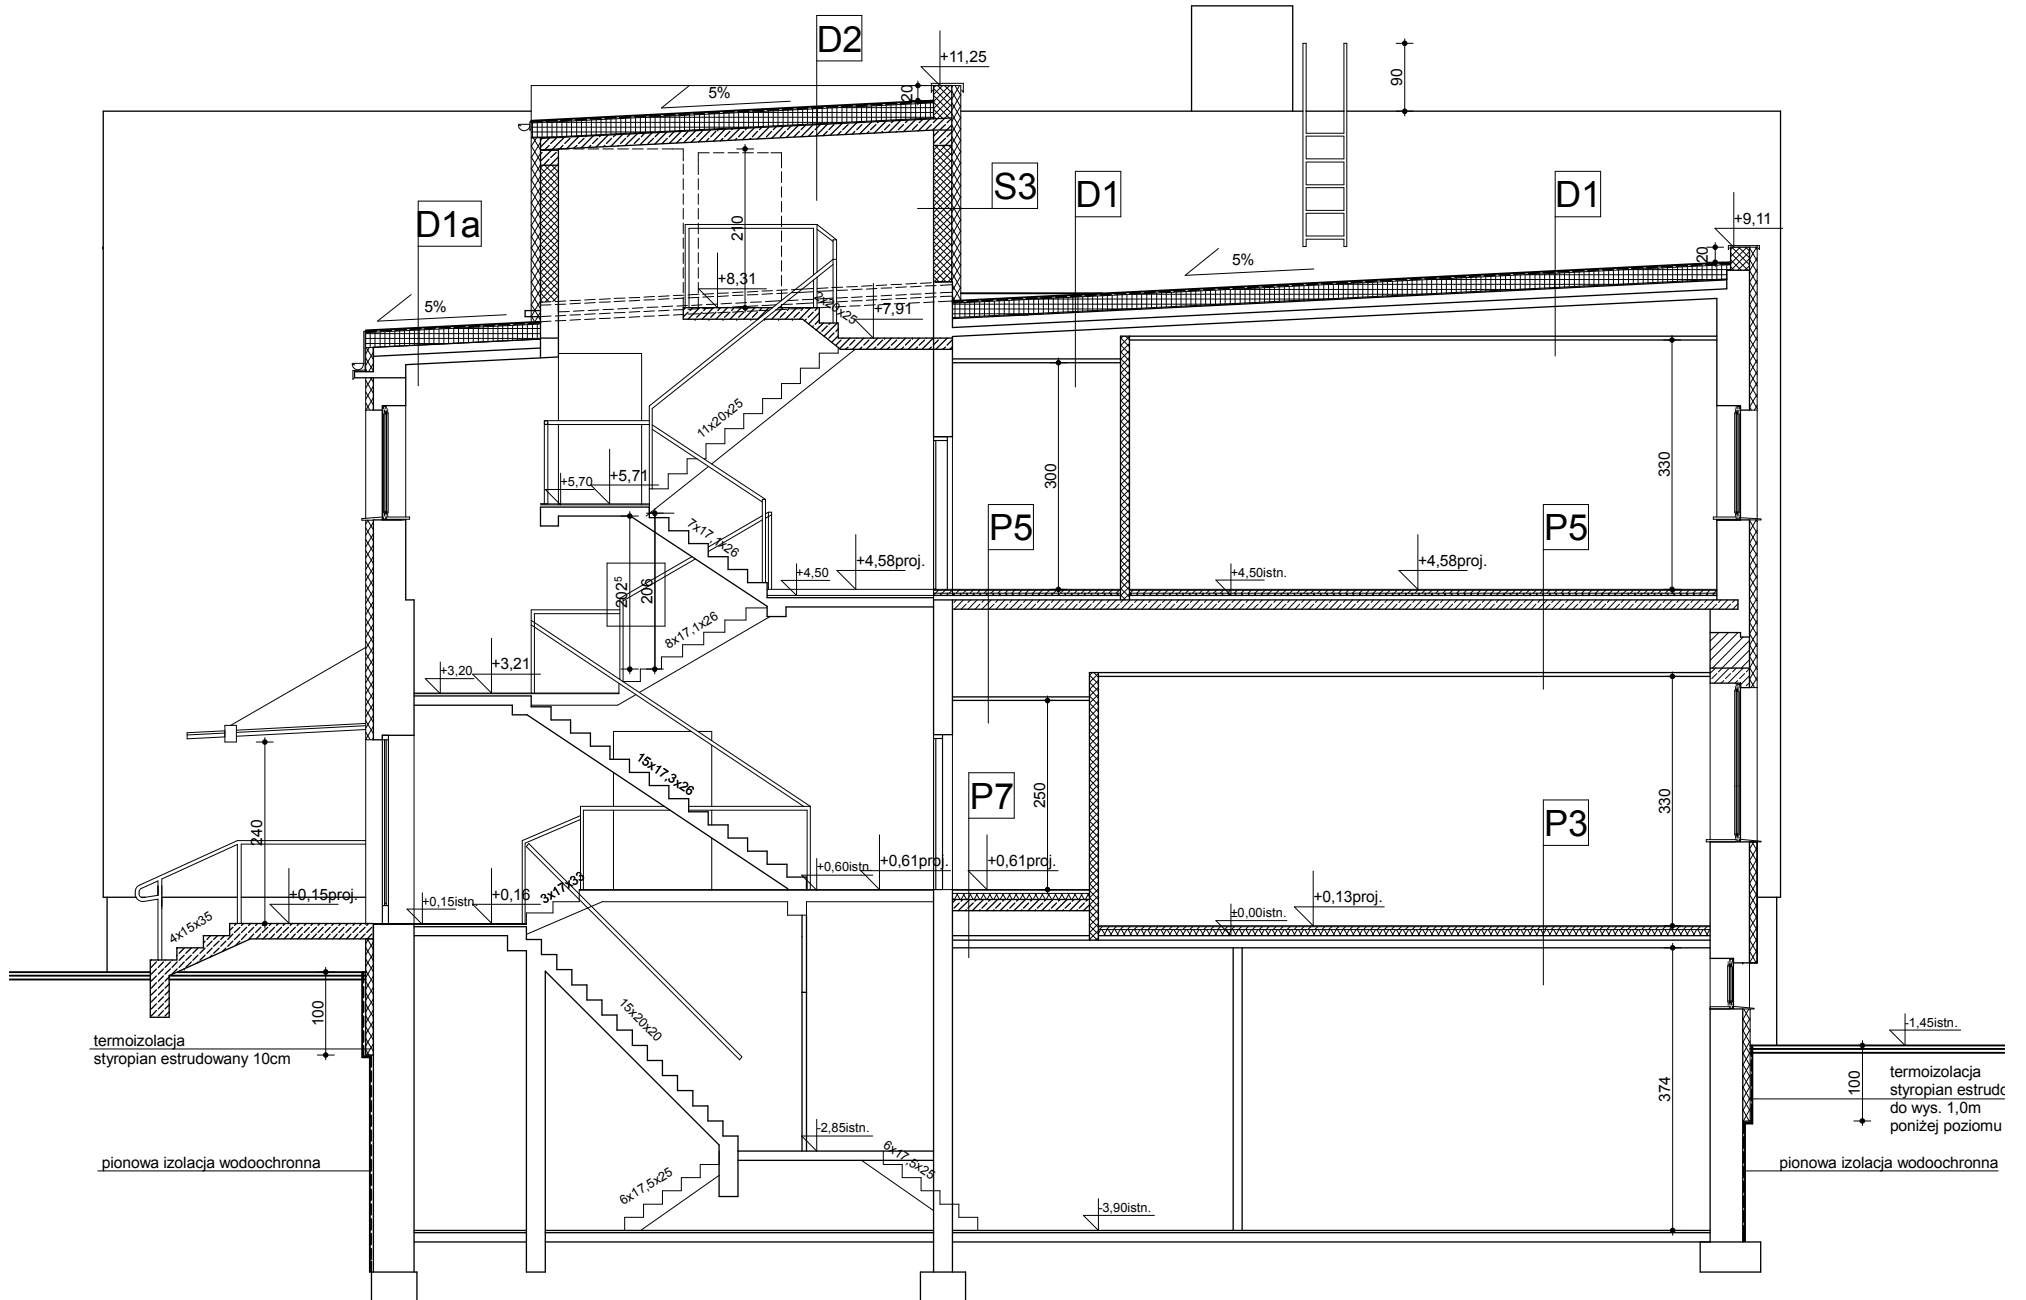 D2
+11,25
20
90
5%
S3
D1
D1
D1a
+9,11
20
210
5%
+8,31
2x20x25
+7,91
5%
11x20x25
300
330
+5,70
+5,71
P5
P5
7x17,1x26
202⁵
206
+4,50
+4,58proj.
+4,50istn.
+4,58proj.
8x17,1x26
+3,20
+3,21
15x17,3x26
P7
250
P3
330
240
+0,60istn.
+0,61proj.
+0,61proj.
3x17x33
+0,15proj.
+0,15istn.
+0,16
±0,00istn.
+0,13proj.
4x15x35
100
15x20x20
termoizolacja
styropian estrudowany 10cm
-1,45istn.
374
100
termoizolacja
styropian estrudo
do wys. 1,0m
poniżej poziomu
-2,85istn.
pionowa izolacja wodoochronna
6x17,5x25
6x17,5x25
pionowa izolacja wodoochronna
-3,90istn.